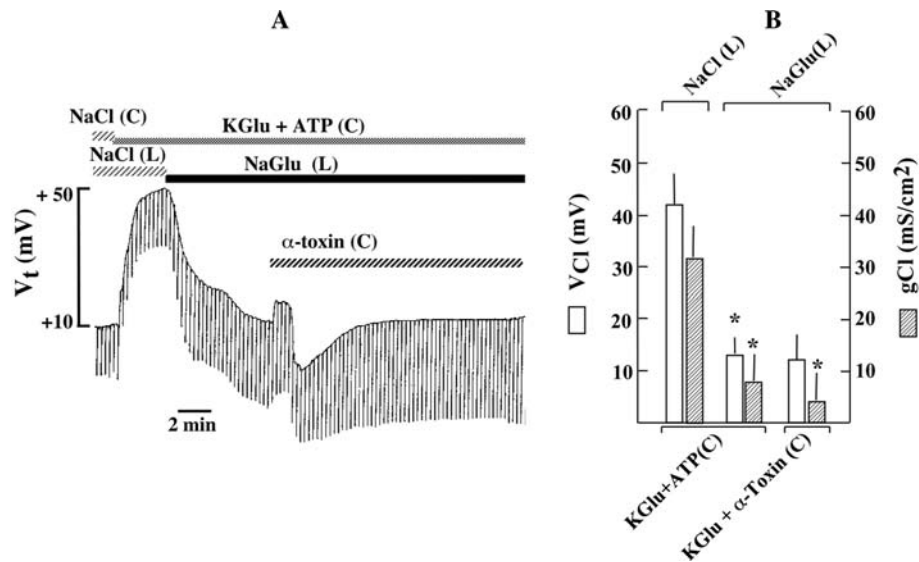 A
NaCl (C)
KGlu + ATP (C)
NaCl (L)
NaGlu (L)
α-toxin (C)
+ 50
+10
Vt (mV)
2 min
B
NaCl (L)
NaGlu(L)
60
50
40
30
20
10
VCl (mV)
* * *
60
50
40
30
20
10
gCl (mS/cm2)
KGlu+ATP(C)
KGlu + α-Toxin (C)